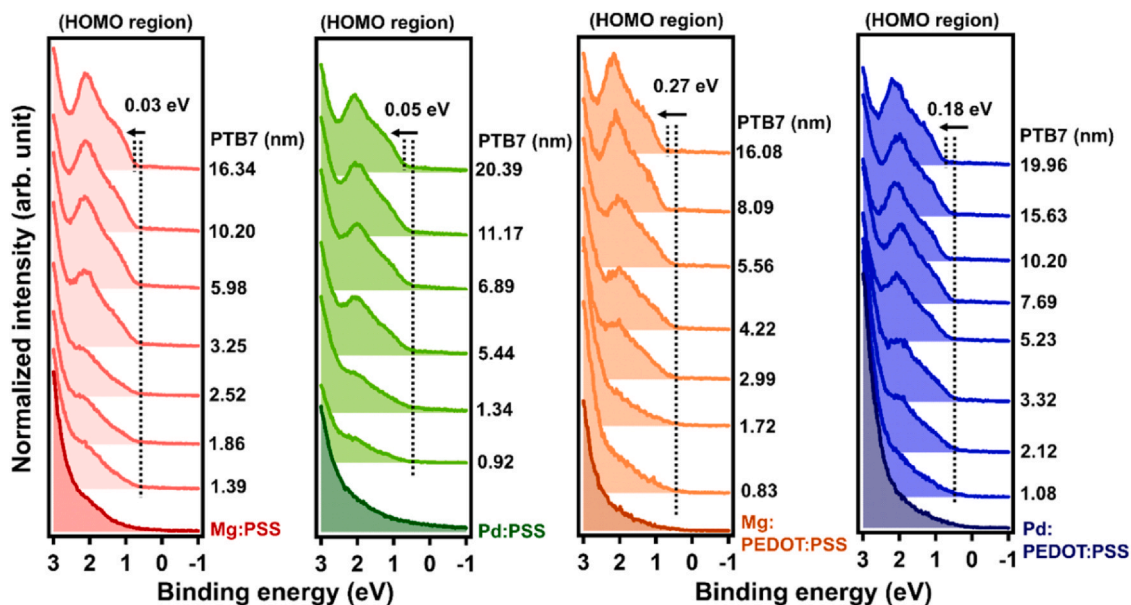 (HOMO region)
(HOMO region)
(HOMO region)
(HOMO region)
Normalized intensity (arb. unit)
0.03 eV
PTB7 (nm)
16.34
10.20
5.98
3.25
2.52
1.86
1.39
Mg:PSS
3 2 1 0 -1
0.05 eV
PTB7 (nm)
20.39
11.17
6.89
5.44
1.34
0.92
Pd:PSS
3 2 1 0 -1
Binding energy (eV)
0.27 eV
PTB7 (nm)
16.08
8.09
5.56
4.22
2.99
1.72
0.83
Mg:
PEDOT:PSS
3 2 1 0 -1
0.18 eV
PTB7 (nm)
19.96
15.63
10.20
7.69
5.23
3.32
2.12
1.08
Pd:
PEDOT:PSS
3 2 1 0 -1
Binding energy (eV)